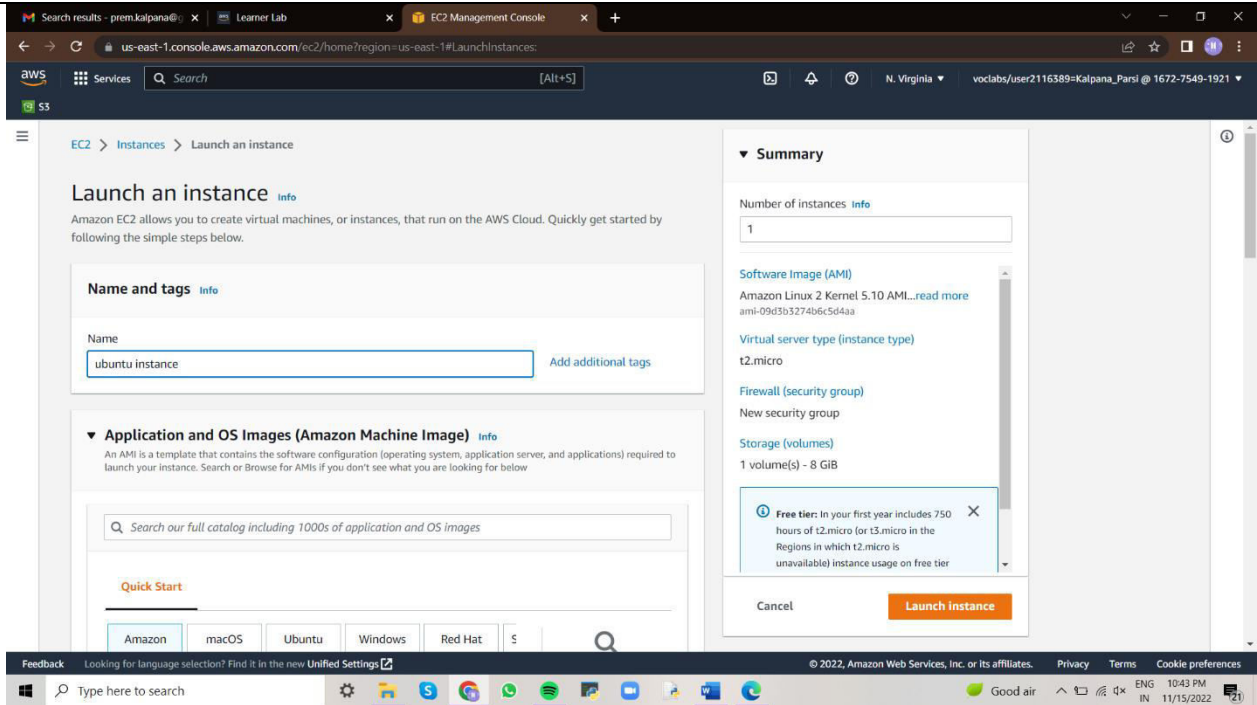 Search results - prem.kalpana@g
Learner Lab
EC2 Management Console
us-east-1.console.aws.amazon.com/ec2/home?region=us-east-1#LaunchInstances:
aws
Services
Search
[Alt+S]
N. Virginia
voclabs/user2116389=Kalpana_Parsi @ 1672-7549-1921
S3
EC2 > Instances > Launch an instance
Launch an instance Info
Amazon EC2 allows you to create virtual machines, or instances, that run on the AWS Cloud. Quickly get started by
following the simple steps below.
Name and tags Info
Name
ubuntu instance
Add additional tags
Application and OS Images (Amazon Machine Image) Info
An AMI is a template that contains the software configuration (operating system, application server, and applications) required to
launch your instance. Search or Browse for AMIs if you don't see what you are looking for below
Search our full catalog including 1000s of application and OS images
Quick Start
Amazon
macOS
Ubuntu
Windows
Red Hat
S
Summary
Number of instances Info
1
Software Image (AMI)
Amazon Linux 2 Kernel 5.10 AMI...read more
ami-09d3b3274b6c5d4aa
Virtual server type (instance type)
t2.micro
Firewall (security group)
New security group
Storage (volumes)
1 volume(s) - 8 GiB
Free tier: In your first year includes 750
hours of t2.micro (or t3.micro in the
Regions in which t2.micro is
unavailable) instance usage on free tier
Cancel
Launch instance
Feedback
Looking for language selection? Find it in the new Unified Settings
© 2022, Amazon Web Services, Inc. or its affiliates.
Privacy
Terms
Cookie preferences
Type here to search
Good air
ENG
IN
10:43 PM
11/15/2022
21